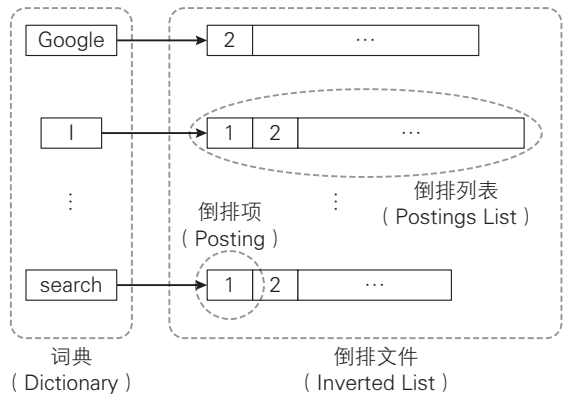 Google 2 ⋯
I 1 2 ⋯
⋮ ⋮
倒排列表
( Postings List )
倒排项
( Posting )
search 1 2 ⋯
词典
( Dictionary )
倒排文件
( Inverted List )